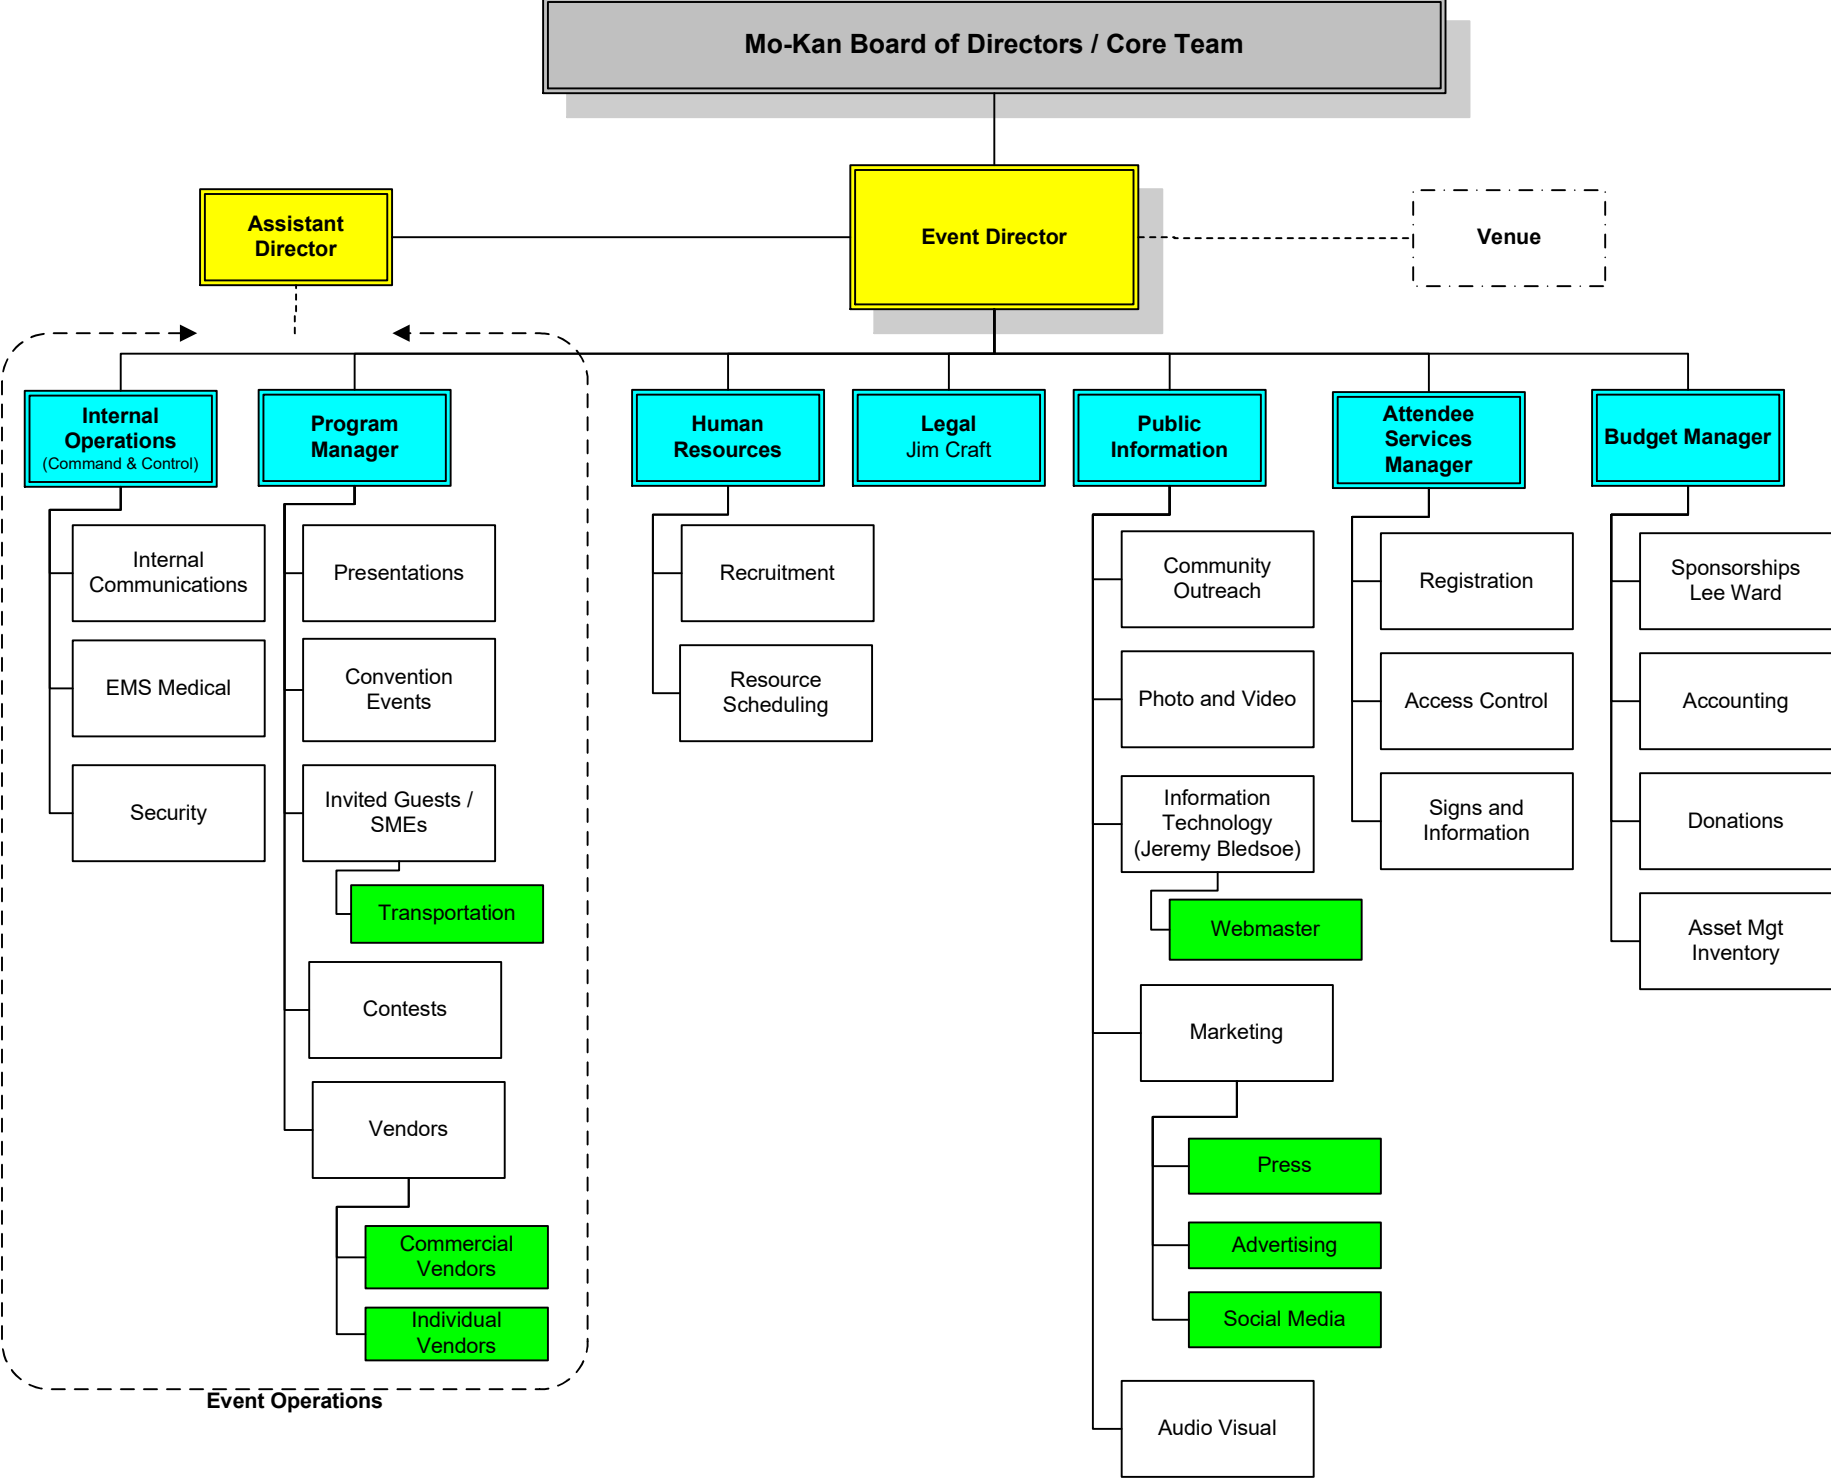 Mo-Kan Board of Directors / Core Team
Assistant
Director
Event Director
Venue
Internal
Operations
(Command & Control)
Program
Manager
Human
Resources
Legal
Jim Craft
Public
Information
Attendee
Services
Manager
Budget Manager
Internal
Communications
EMS Medical
Security
Presentations
Convention
Events
Invited Guests /
SMEs
Transportation
Contests
Vendors
Commercial
Vendors
Individual
Vendors
Event Operations
Recruitment
Resource
Scheduling
Community
Outreach
Photo and Video
Information
Technology
(Jeremy Bledsoe)
Webmaster
Marketing
Press
Advertising
Social Media
Audio Visual
Registration
Access Control
Signs and
Information
Sponsorships
Lee Ward
Accounting
Donations
Asset Mgt
Inventory